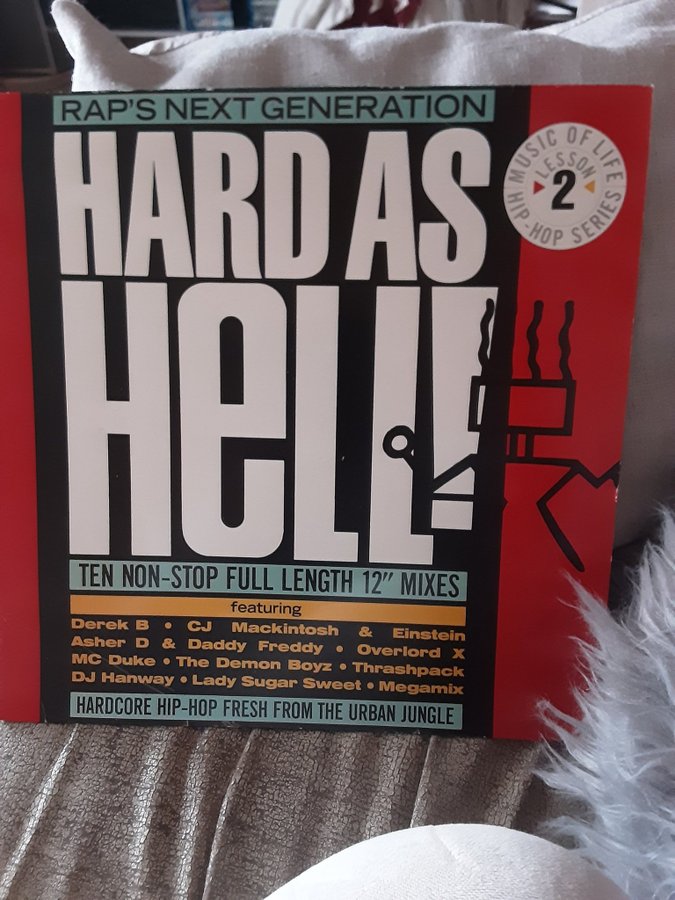 RAP'S NEXT GENERATION
HARD AS
HeLL!
MUSIC OF LIFE
LESSON
2
HIP-HOP SERIES
TEN NON-STOP FULL LENGTH 12" MIXES
featuring
Derek B • CJ Mackintosh & Einstein
Asher D & Daddy Freddy • Overlord X
MC Duke • The Demon Boyz • Thrashpack
DJ Hanway • Lady Sugar Sweet • Megamix
HARDCORE HIP-HOP FRESH FROM THE URBAN JUNGLE